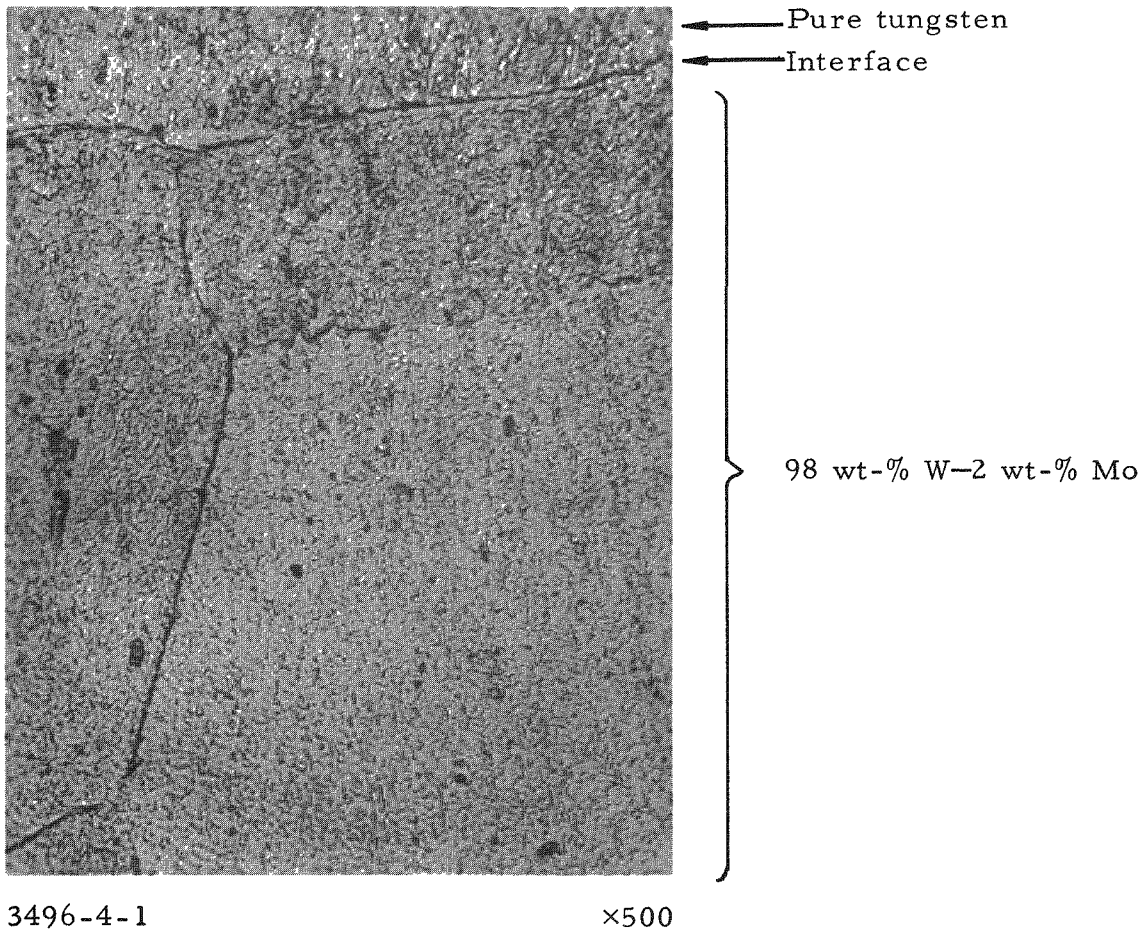 Pure tungsten
Interface
98 wt-% W—2 wt-% Mo
3496-4-1
×500